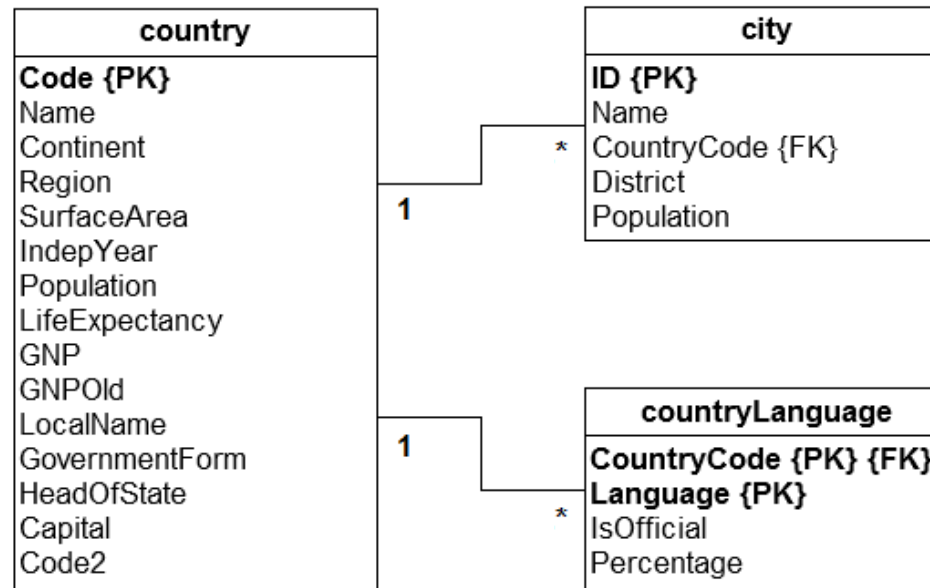 country
Code {PK}
Name
Continent
Region
SurfaceArea
IndepYear
Population
LifeExpectancy
GNP
GNPOld
LocalName
GovernmentForm
HeadOfState
Capital
Code2
1
*
1
*
city
ID {PK}
Name
CountryCode {FK}
District
Population
countryLanguage
CountryCode {PK} {FK}
Language {PK}
IsOfficial
Percentage